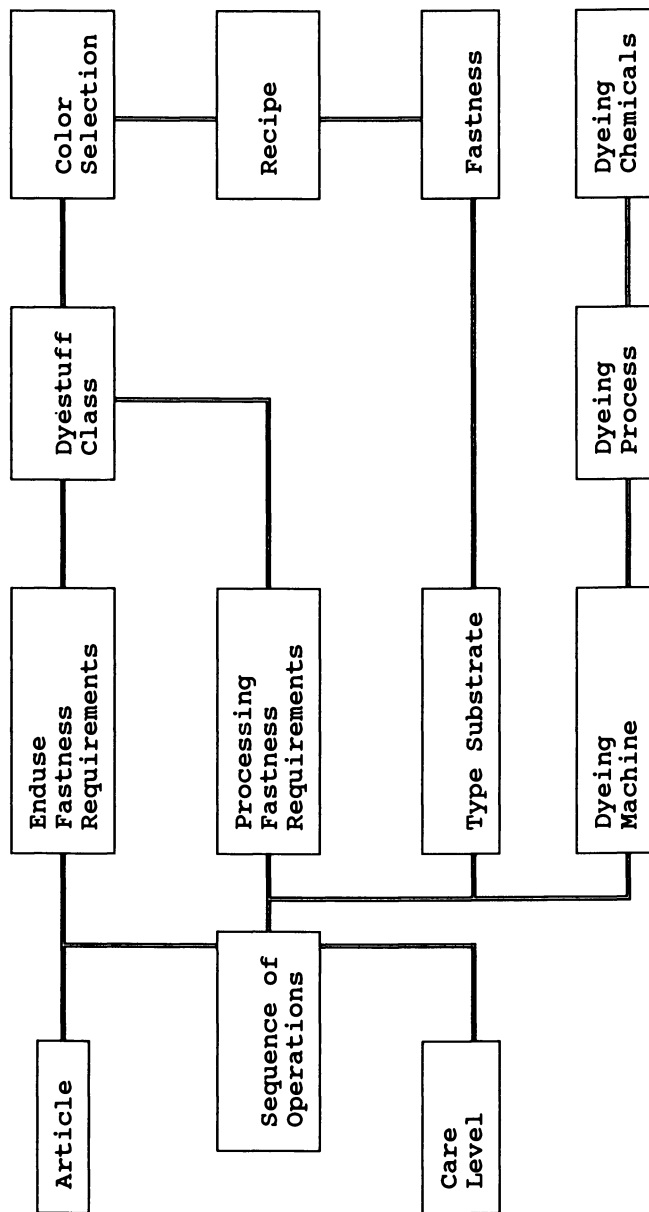 Article
Sequence of
Operations
Care
Level
Enduse
Fastness
Requirements
Processing
Fastness
Requirements
Type Substrate
Dyeing
Machine
Dyestuff
Class
Dyeing
Process
Color
Selection
Recipe
Fastness
Dyeing
Chemicals